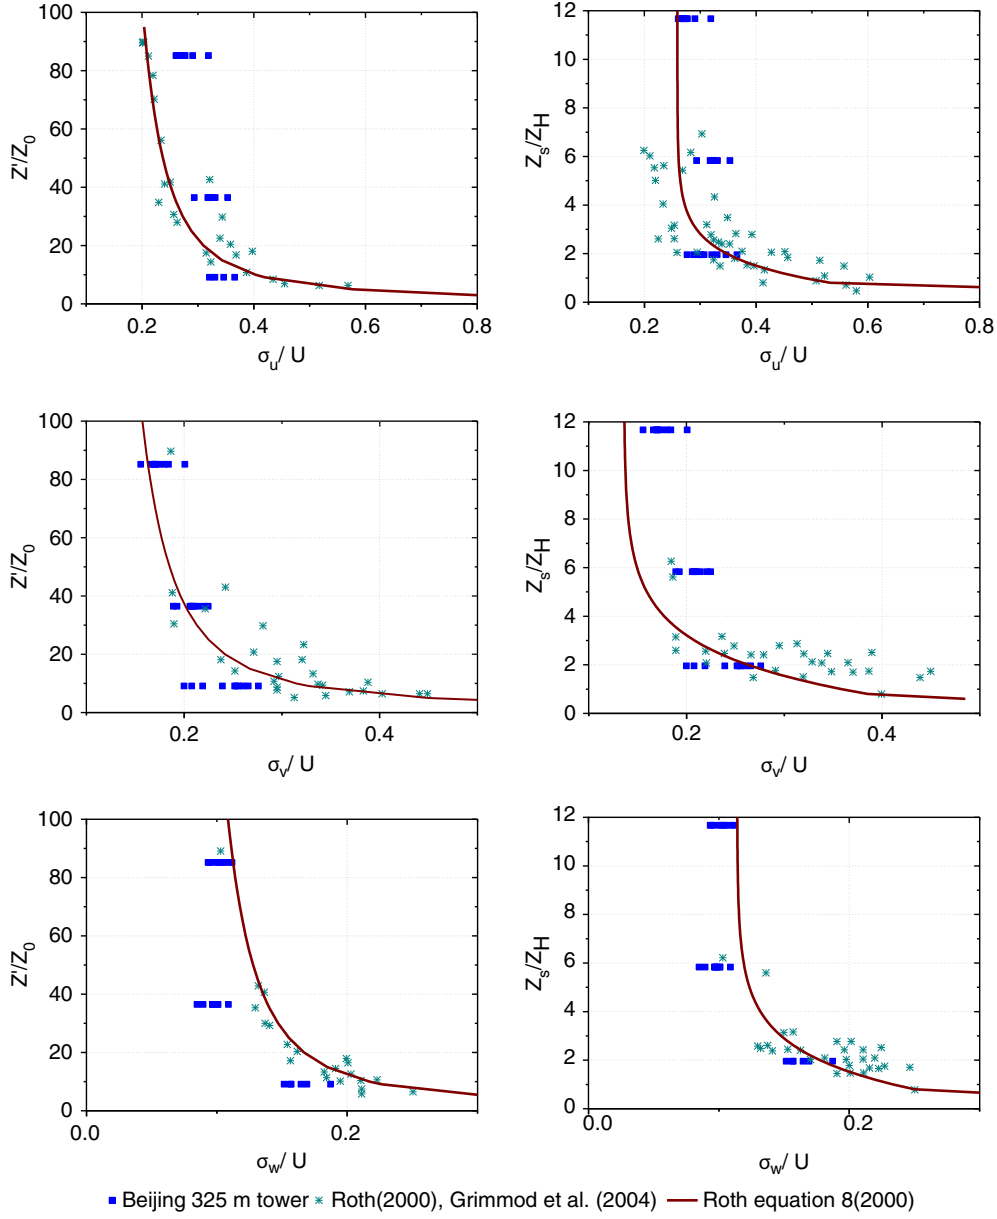 100
80
60
40
20
0
Z'/Z0
0.2 0.4 0.6 0.8
σu/ U
12
10
8
6
4
2
0
Zs/ZH
0.2 0.4 0.6 0.8
σu/ U
100
80
60
40
20
0
Z'/Z0
0.2 0.4
σv/ U
12
10
8
6
4
2
0
Zs/ZH
0.2 0.4
σv/ U
100
80
60
40
20
0
Z'/Z0
0.0 0.2
σw/ U
12
10
8
6
4
2
0
Zs/ZH
0.0 0.2
σw/ U
Beijing 325 m tower Roth(2000), Grimmod et al. (2004) Roth equation 8(2000)